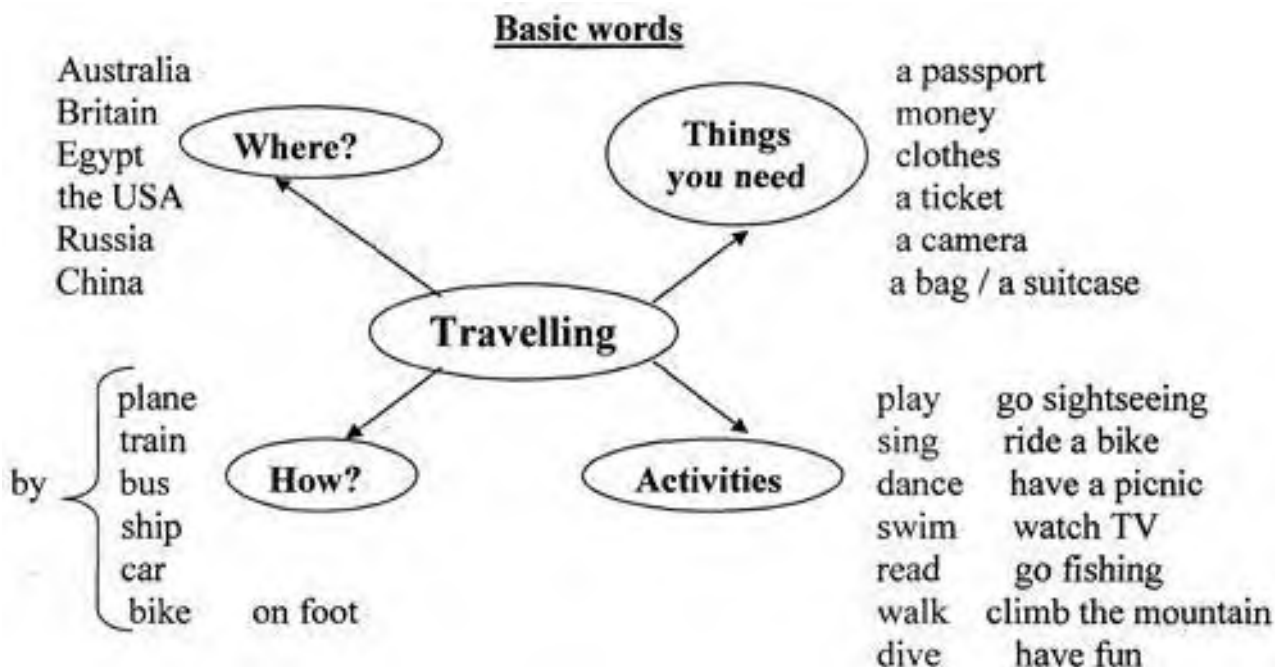 Basic words
Australia
Britain
Egypt
the USA
Russia
China
Where?
Things
you need
a passport
money
clothes
a ticket
a camera
a bag / a suitcase
Travelling
by
plane
train
bus
ship
car
bike on foot
How?
Activities
play go sightseeing
sing ride a bike
dance have a picnic
swim watch TV
read go fishing
walk climb the mountain
dive have fun